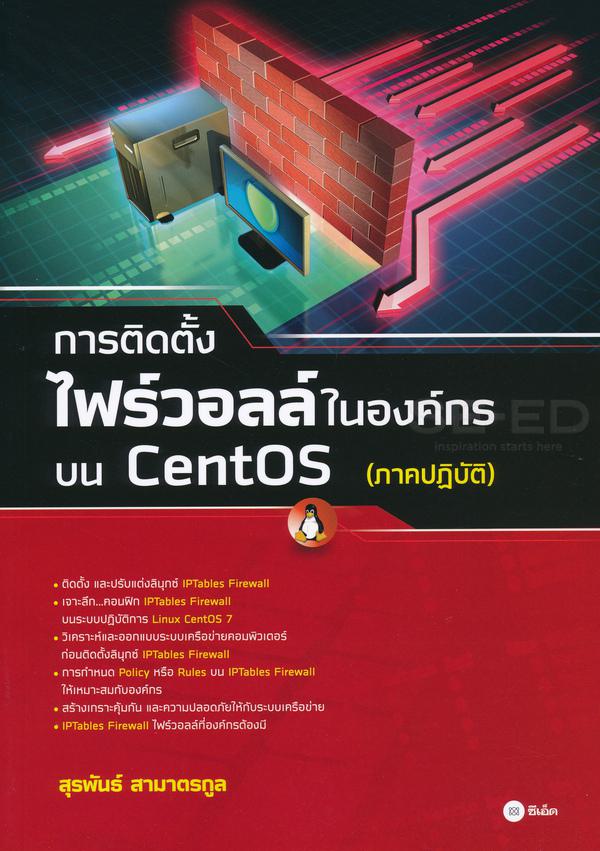 การติดตั้ง
ไฟร์วอลล์ ในองค์กร
บน CentOS (ภาคปฏิบัติ)
SE-ED
inspiration starts here
• ติดตั้ง และปรับแต่งลินุกซ์ IPTables Firewall
• เจาะลึก...คอนฟิก IPTables Firewall
บนระบบปฏิบัติการ Linux CentOS 7
• วิเคราะห์และออกแบบระบบเครือข่ายคอมพิวเตอร์
ก่อนติดตั้งลินุกซ์ IPTables Firewall
• การกำหนด Policy หรือ Rules บน IPTables Firewall
ให้เหมาะสมกับองค์กร
• สร้างเกราะคุ้มกัน และความปลอดภัยให้กับระบบเครือข่าย
• IPTables Firewall ไฟร์วอลล์ที่องค์กรต้องมี
สุรพันธ์ สามาตรกูล
ซีเอ็ด